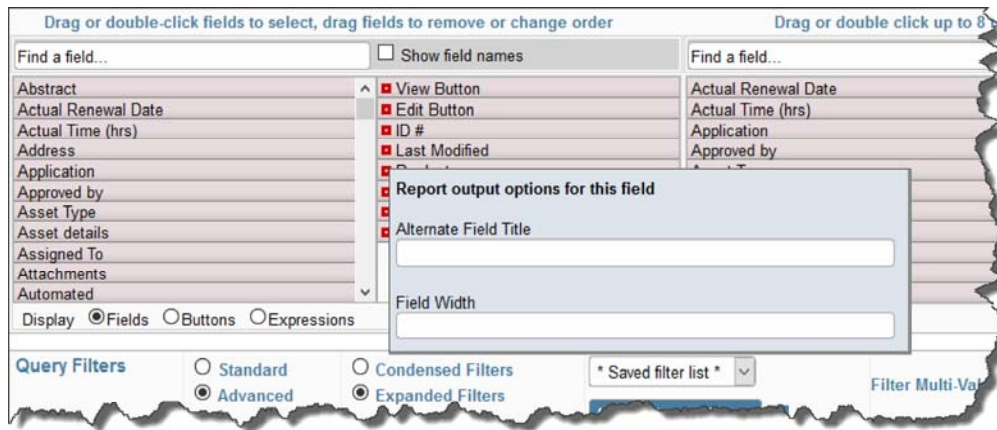 Drag or double-click fields to select, drag fields to remove or change order
Drag or double click up to 8
Find a field...
Show field names
Find a field...
Abstract
Actual Renewal Date
Actual Time (hrs)
Address
Application
Approved by
Asset Type
Asset details
Assigned To
Attachments
Automated
View Button
Edit Button
ID #
Last Modified
Actual Renewal Date
Actual Time (hrs)
Application
Approved by
Report output options for this field
Alternate Field Title
Field Width
Display Fields Buttons Expressions
Query Filters
Standard
Advanced
Condensed Filters
Expanded Filters
* Saved filter list *
Filter Multi-Val